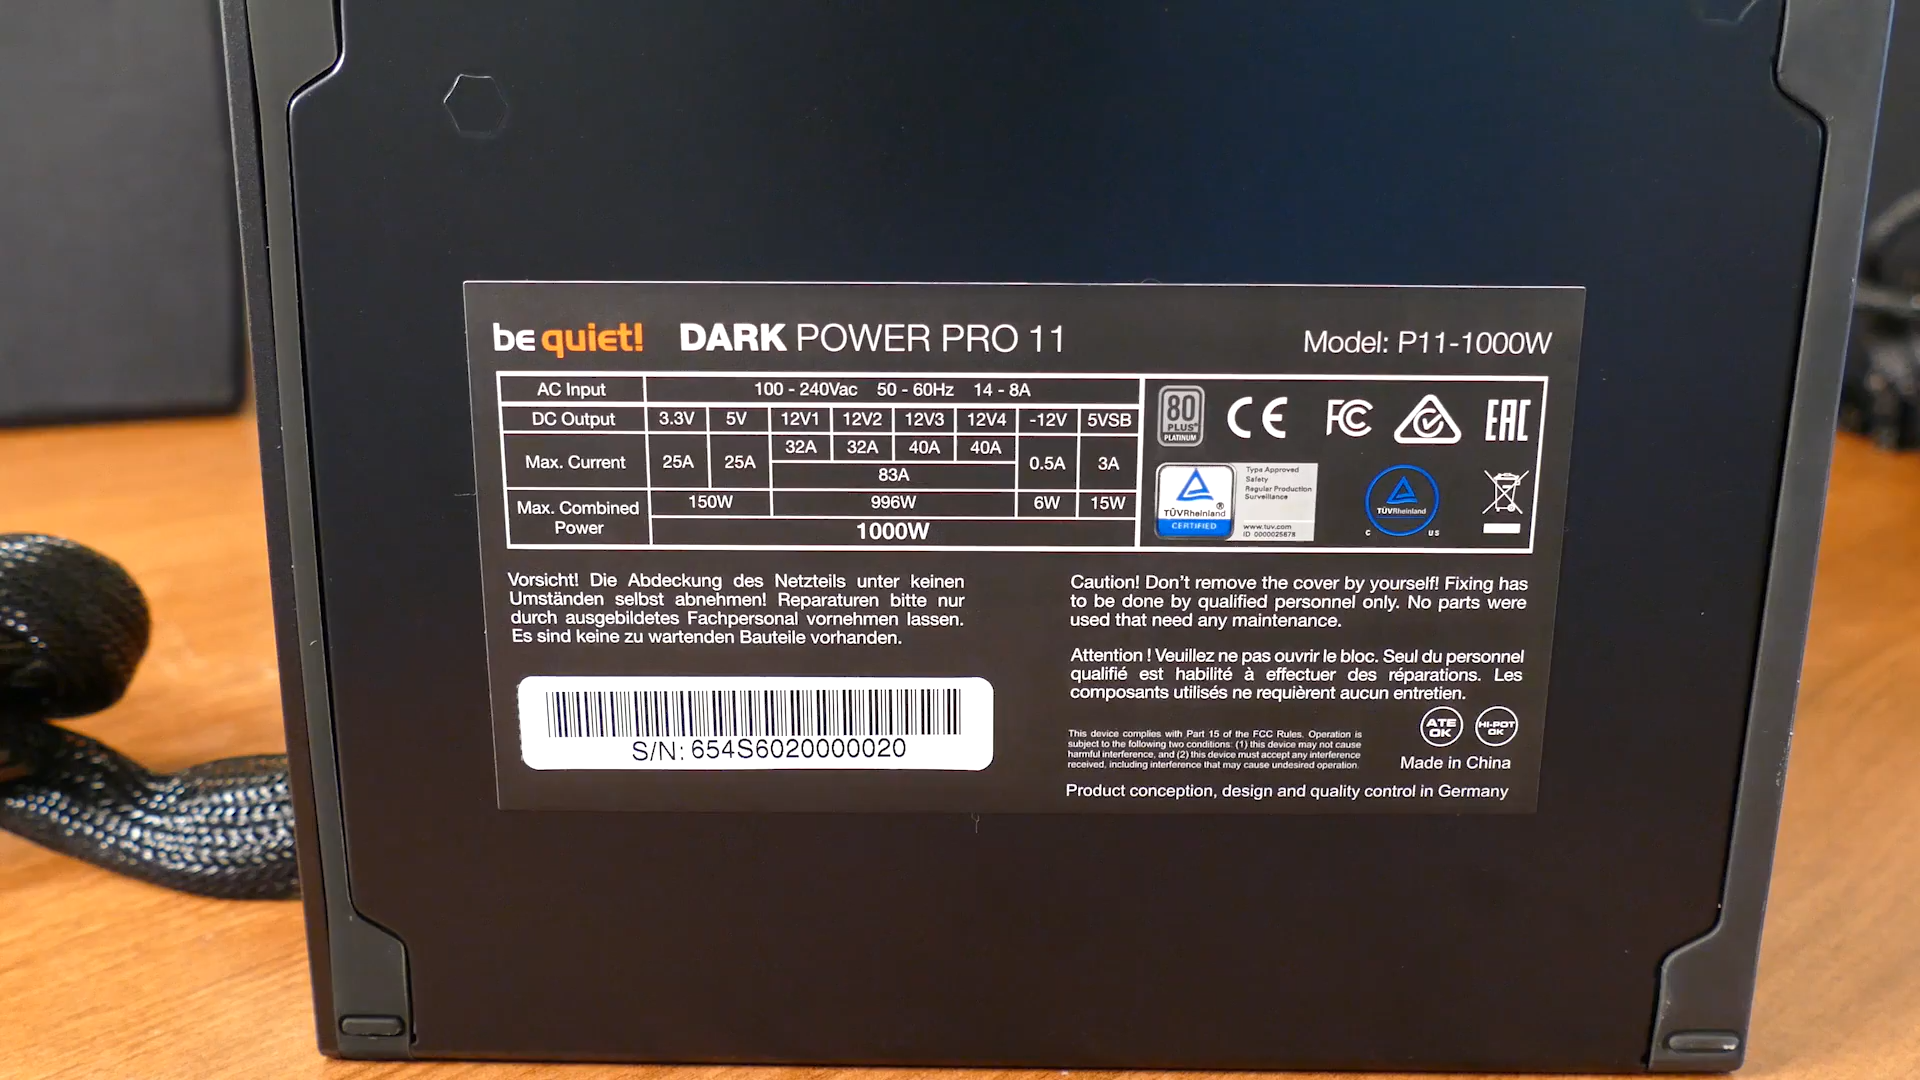 be quiet! DARK POWER PRO 11
Model: P11-1000W
AC Input 100 - 240Vac 50 - 60Hz 14 - 8A
DC Output 3.3V 5V 12V1 12V2 12V3 12V4 -12V 5VSB
Max. Current 25A 25A 32A 32A 40A 40A 0.5A 3A
83A
Max. Combined Power 150W 996W 6W 15W
1000W
80
PLUS®
PLATINUM
CE FC EAC
TÜVRheinland®
CERTIFIED
Type Approved
Safety
Regular Production
Surveillance
www.tuv.com
ID 0000025678
TÜVRheinland
C US
Vorsicht! Die Abdeckung des Netzteils unter keinen
Umständen selbst abnehmen! Reparaturen bitte nur
durch ausgebildetes Fachpersonal vornehmen lassen.
Es sind keine zu wartenden Bauteile vorhanden.
S/N: 654S6020000020
Caution! Don't remove the cover by yourself! Fixing has
to be done by qualified personnel only. No parts were
used that need any maintenance.
Attention ! Veuillez ne pas ouvrir le bloc. Seul du personnel
qualifié est habilité à effectuer des réparations. Les
composants utilisés ne requièrent aucun entretien.
This device complies with Part 15 of the FCC Rules. Operation is
subject to the following two conditions: (1) this device may not cause
harmful interference, and (2) this device must accept any interference
received, including interference that may cause undesired operation.
ATE
OK
HI-POT
OK
Made in China
Product conception, design and quality control in Germany